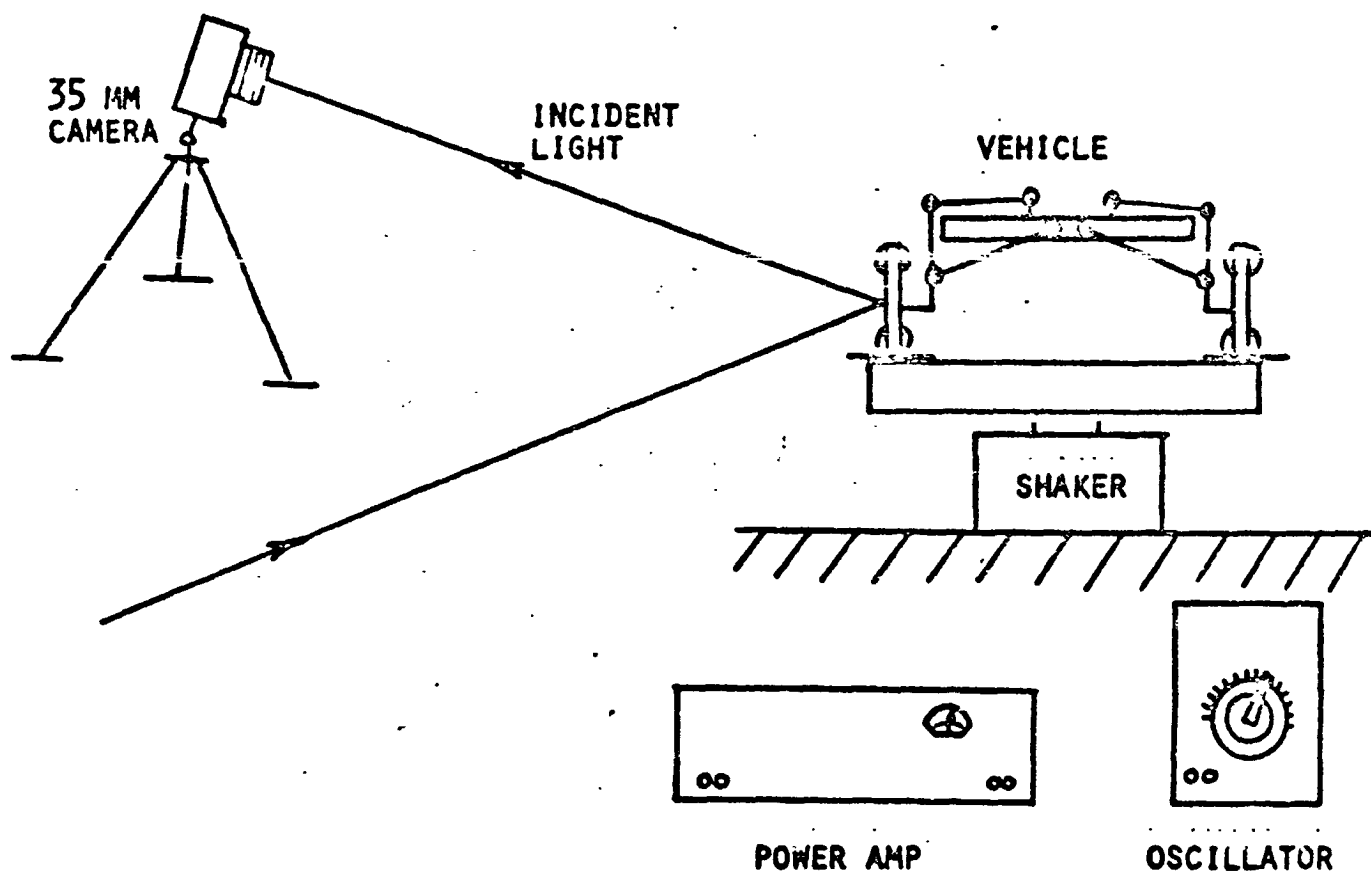 35 MM
CAMERA
INCIDENT
LIGHT
VEHICLE
SHAKER
POWER AMP
OSCILLATOR